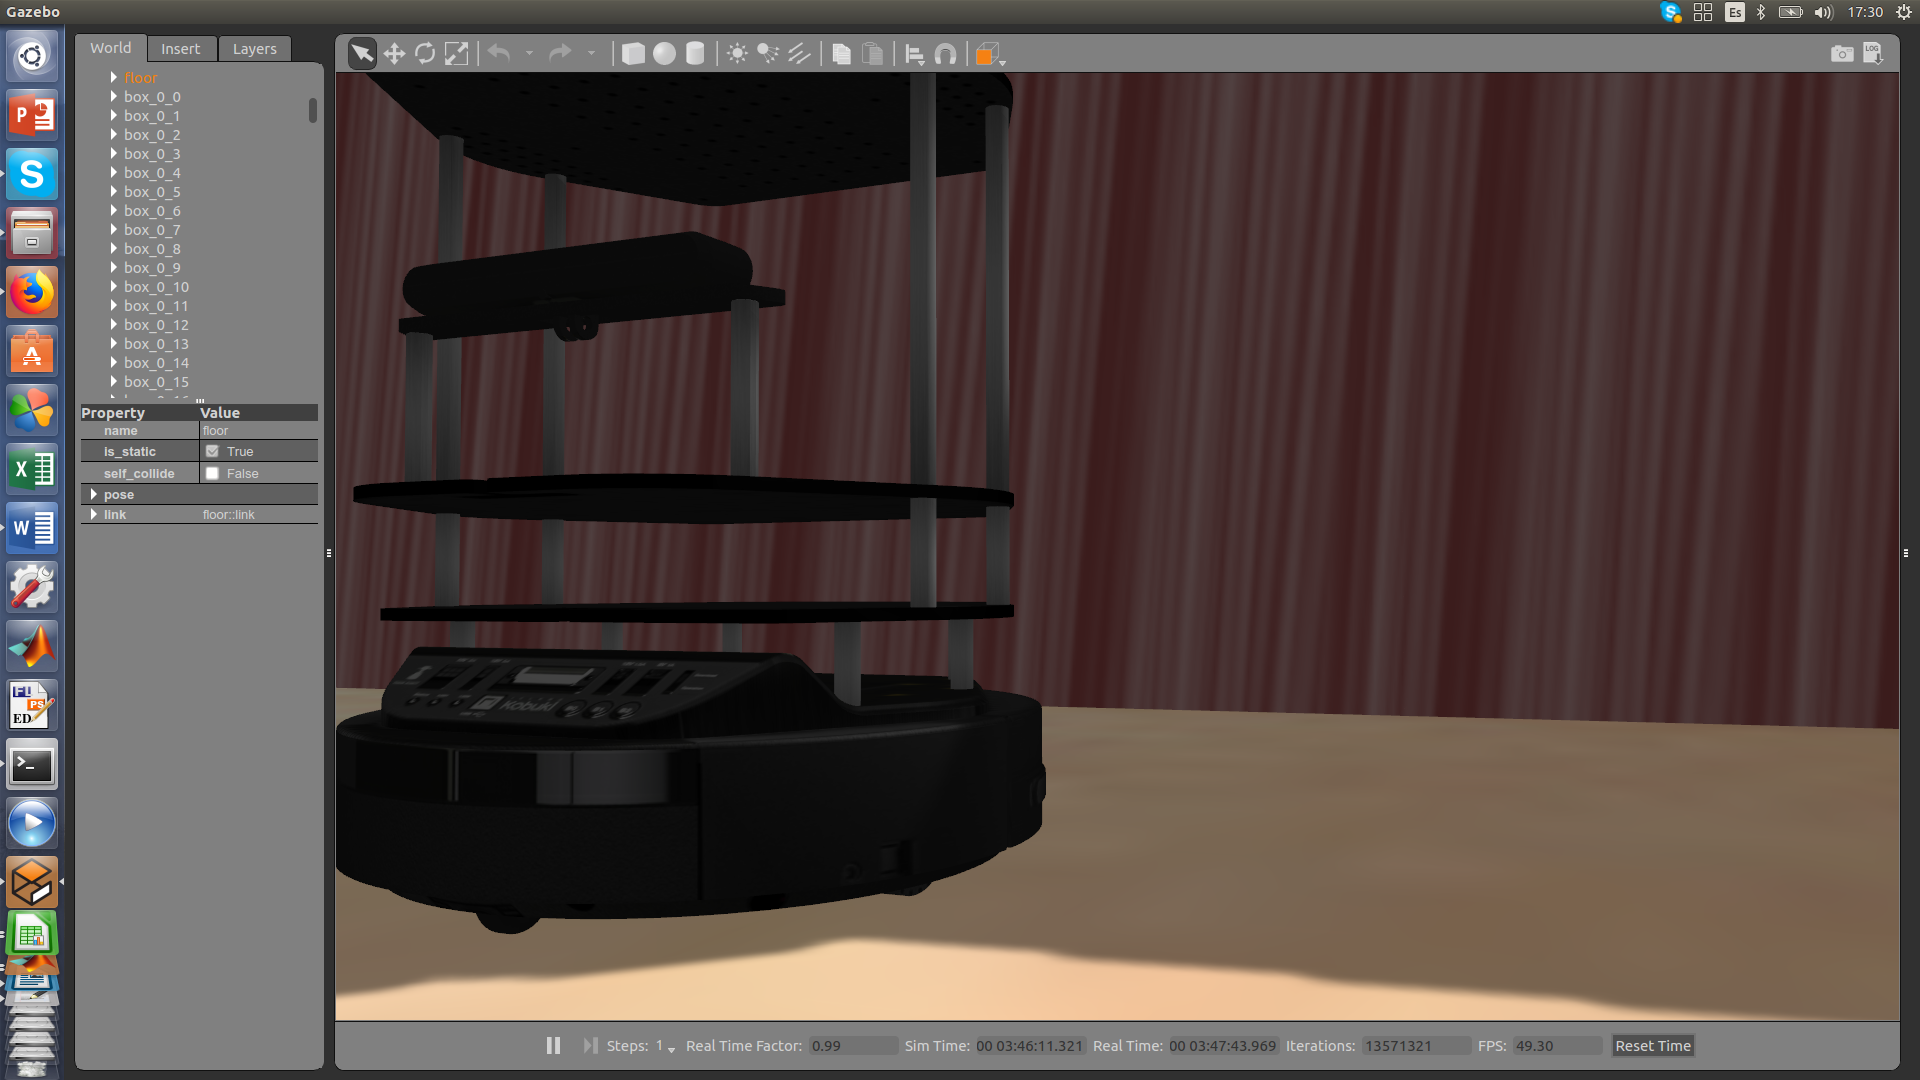 Gazebo
Es
17:30
World
Insert
Layers
LOG
floor
box_0_0
box_0_1
box_0_2
box_0_3
box_0_4
box_0_5
box_0_6
box_0_7
box_0_8
box_0_9
box_0_10
box_0_11
box_0_12
box_0_13
box_0_14
box_0_15
Property Value
name floor
is_static True
self_collide False
pose
link floor::link
kobuki
Steps: 1
Real Time Factor: 0.99
Sim Time: 00 03:46:11.321
Real Time: 00 03:47:43.969
Iterations: 13571321
FPS: 49.30
Reset Time